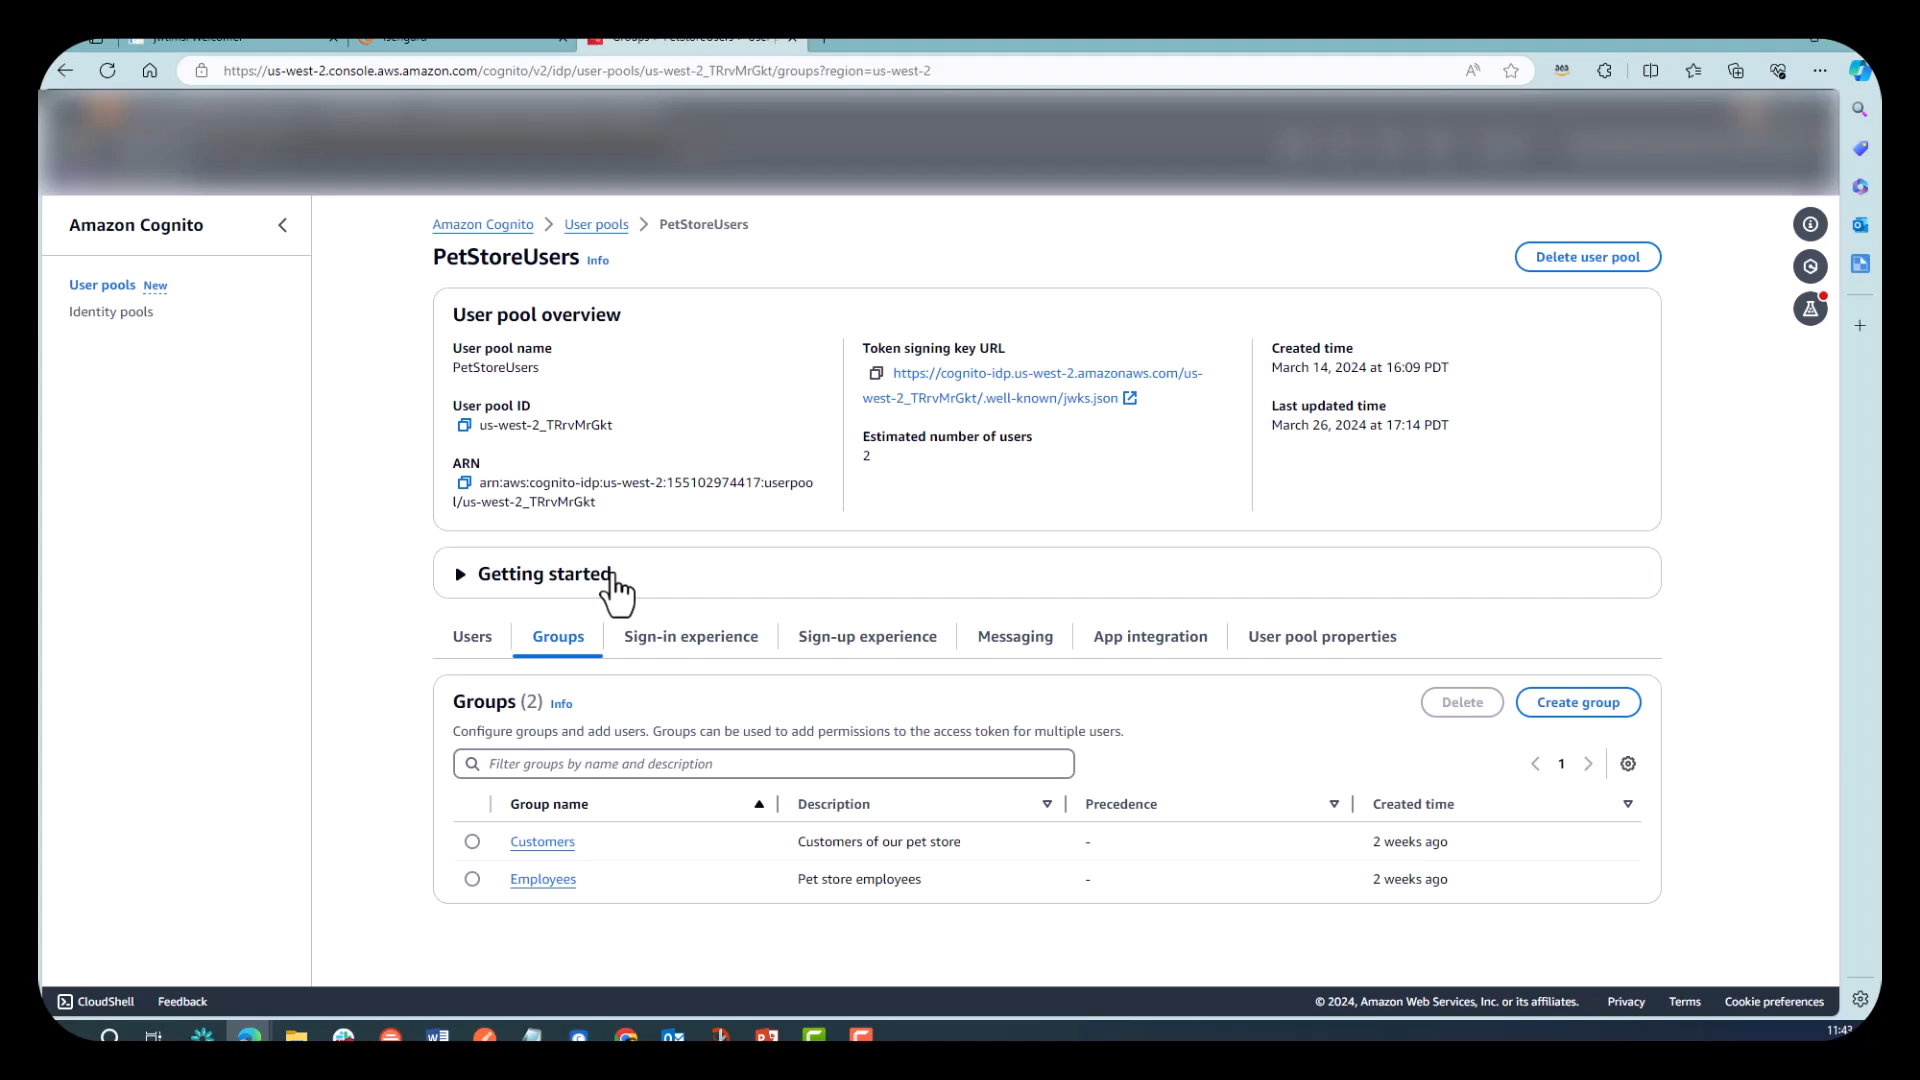 https://us-west-2.console.aws.amazon.com/cognito/v2/idp/user-pools/us-west-2_TRrvMrGkt/groups?region=us-west-2
Amazon Cognito
User pools New
Identity pools
Amazon Cognito User pools PetStoreUsers
PetStoreUsers Info
Delete user pool
User pool overview
User pool name
PetStoreUsers
User pool ID
us-west-2_TRrvMrGkt
ARN
arn:aws:cognito-idp:us-west-2:155102974417:userpoo
l/us-west-2_TRrvMrGkt
Token signing key URL
https://cognito-idp.us-west-2.amazonaws.com/us-
west-2_TRrvMrGkt/.well-known/jwks.json
Estimated number of users
2
Created time
March 14, 2024 at 16:09 PDT
Last updated time
March 26, 2024 at 17:14 PDT
Getting started
Users Groups Sign-in experience Sign-up experience Messaging App integration User pool properties
Groups (2) Info
Delete Create group
Configure groups and add users. Groups can be used to add permissions to the access token for multiple users.
Filter groups by name and description
1
Group name Description Precedence Created time
Customers Customers of our pet store - 2 weeks ago
Employees Pet store employees - 2 weeks ago
CloudShell Feedback © 2024, Amazon Web Services, Inc. or its affiliates. Privacy Terms Cookie preferences
11:43